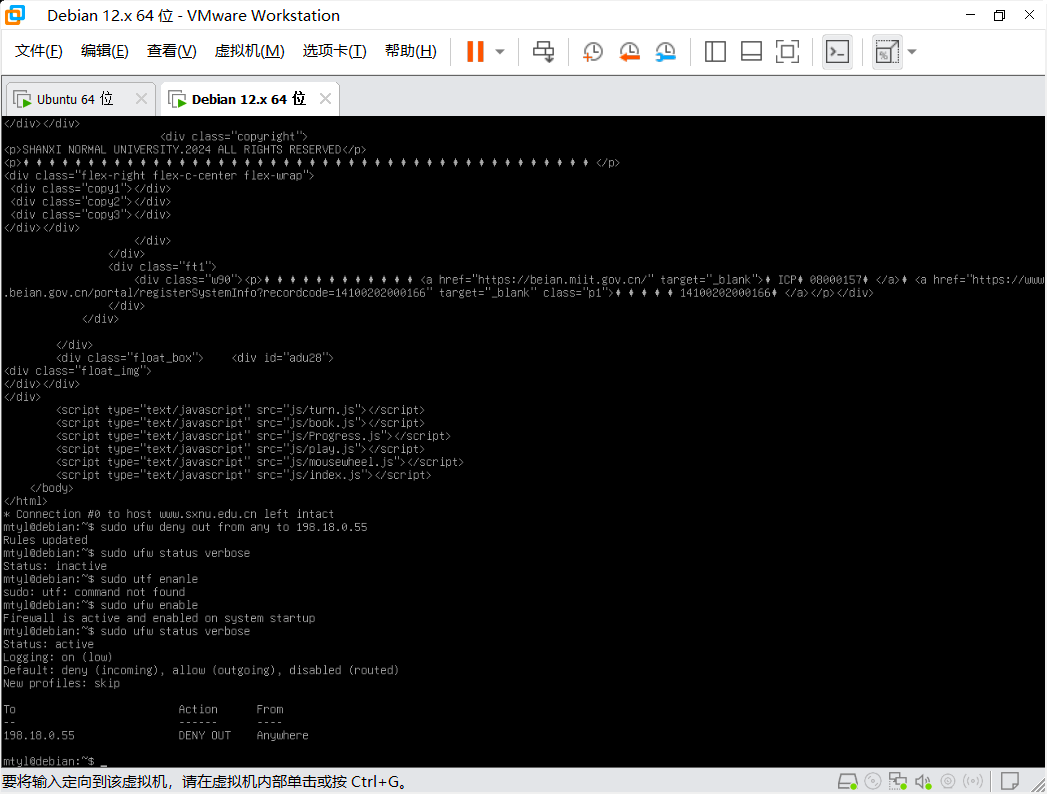 Debian 12.x 64 位 - VMware Workstation
文件(F) 编辑(E) 查看(V) 虚拟机(M) 选项卡(T) 帮助(H)
Ubuntu 64 位 Debian 12.x 64 位
</div></div>
<div class="copyright">
<p>SHANXI NORMAL UNIVERSITY.2024 ALL RIGHTS RESERVED</p>
<p>♦ ♦ ♦ ♦ ♦ ♦ ♦ ♦ ♦ ♦ ♦ ♦ ♦ ♦ ♦ ♦ ♦ ♦ ♦ ♦ ♦ ♦ ♦ ♦ ♦ ♦ ♦ ♦ ♦ ♦ ♦ ♦ ♦ ♦ ♦ ♦ ♦ ♦ ♦ ♦ ♦ ♦ ♦ ♦ </p>
<div class="flex-right flex-c-center flex-wrap">
<div class="copy1"></div>
<div class="copy2"></div>
<div class="copy3"></div>
</div></div>
</div>
</div>
<div class="ft1">
<div class="w90"><p>♦ ♦ ♦ ♦ ♦ ♦ ♦ ♦ ♦ ♦ ♦ ♦ <a href="https://beian.miit.gov.cn/" target="_blank">♦ ICP♦ 08000157♦ </a>♦ <a href="https://www
.beian.gov.cn/portal/registerSystemInfo?recordcode=14100202000166" target="_blank" class="p1">♦ ♦ ♦ ♦ ♦ 14100202000166♦ </a></p></div>
</div>
</div>
</div>
<div class="float_box"> <div id="adu28">
<div class="float_img">
</div></div>
</div>
<script type="text/javascript" src="js/turn.js"></script>
<script type="text/javascript" src="js/book.js"></script>
<script type="text/javascript" src="js/Progress.js"></script>
<script type="text/javascript" src="js/play.js"></script>
<script type="text/javascript" src="js/mousewheel.js"></script>
<script type="text/javascript" src="js/index.js"></script>
</body>
</html>
* Connection #0 to host www.sxnu.edu.cn left intact
mtyl@debian:~$ sudo ufw deny out from any to 198.18.0.55
Rules updated
mtyl@debian:~$ sudo ufw status verbose
Status: inactive
mtyl@debian:~$ sudo utf enanle
sudo: utf: command not found
mtyl@debian:~$ sudo ufw enable
Firewall is active and enabled on system startup
mtyl@debian:~$ sudo ufw status verbose
Status: active
Logging: on (low)
Default: deny (incoming), allow (outgoing), disabled (routed)
New profiles: skip
To Action From
-- ------ ----
198.18.0.55 DENY OUT Anywhere
mtyl@debian:~$ _
要将输入定向到该虚拟机，请在虚拟机内部单击或按 Ctrl+G。